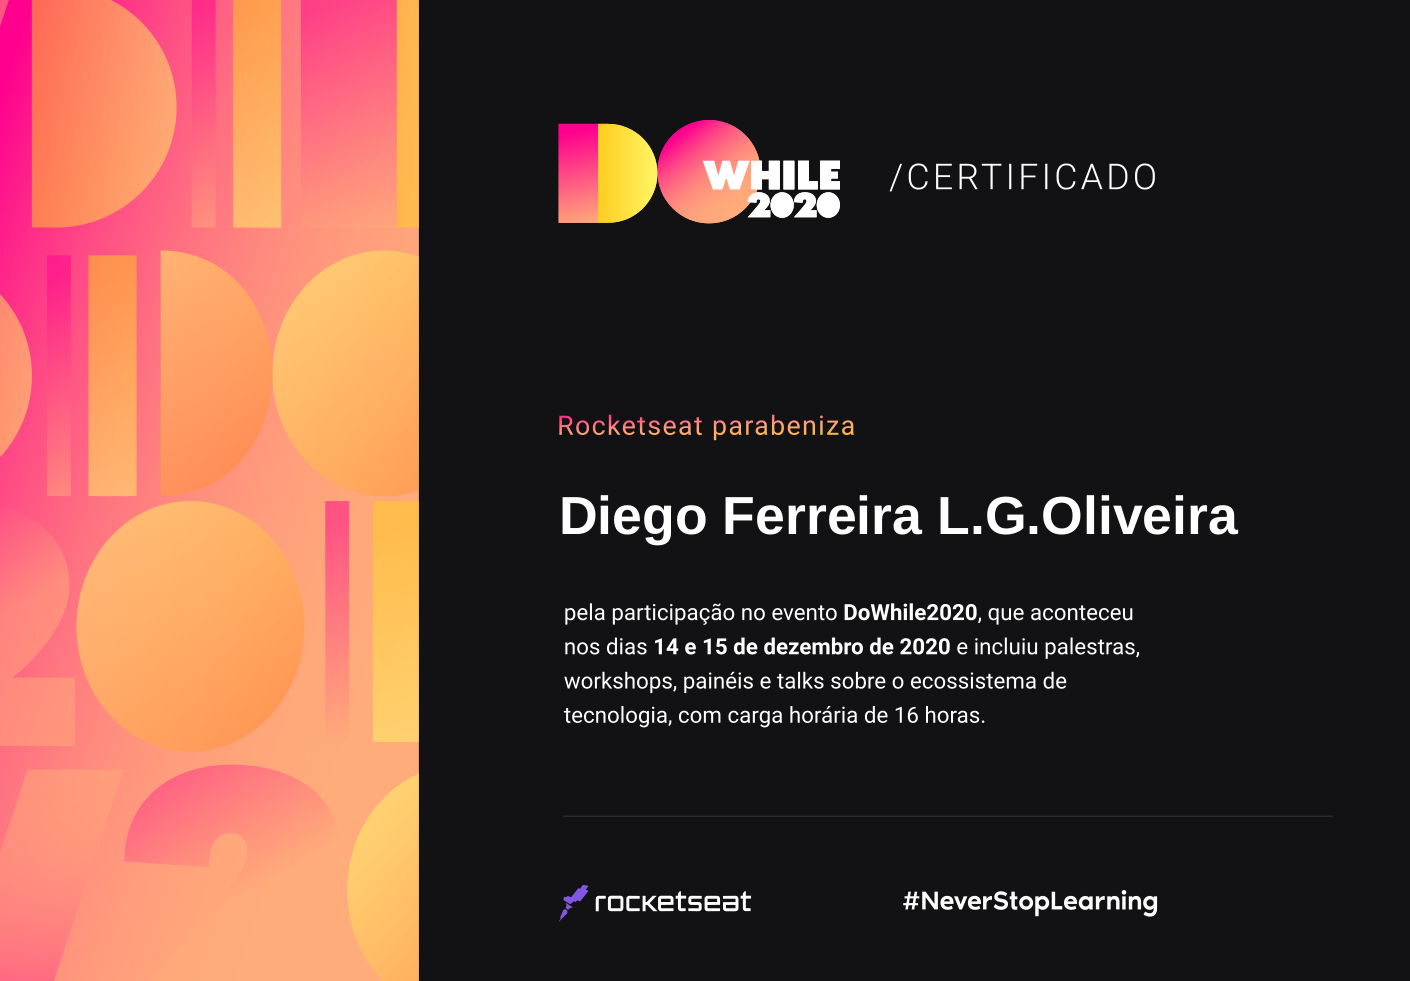 DO WHILE 2020
/CERTIFICADO
Rocketseat parabeniza
Diego Ferreira L.G.Oliveira
pela participação no evento DoWhile2020, que aconteceu
nos dias 14 e 15 de dezembro de 2020 e incluiu palestras,
workshops, painéis e talks sobre o ecossistema de
tecnologia, com carga horária de 16 horas.
rocketseat
#NeverStopLearning